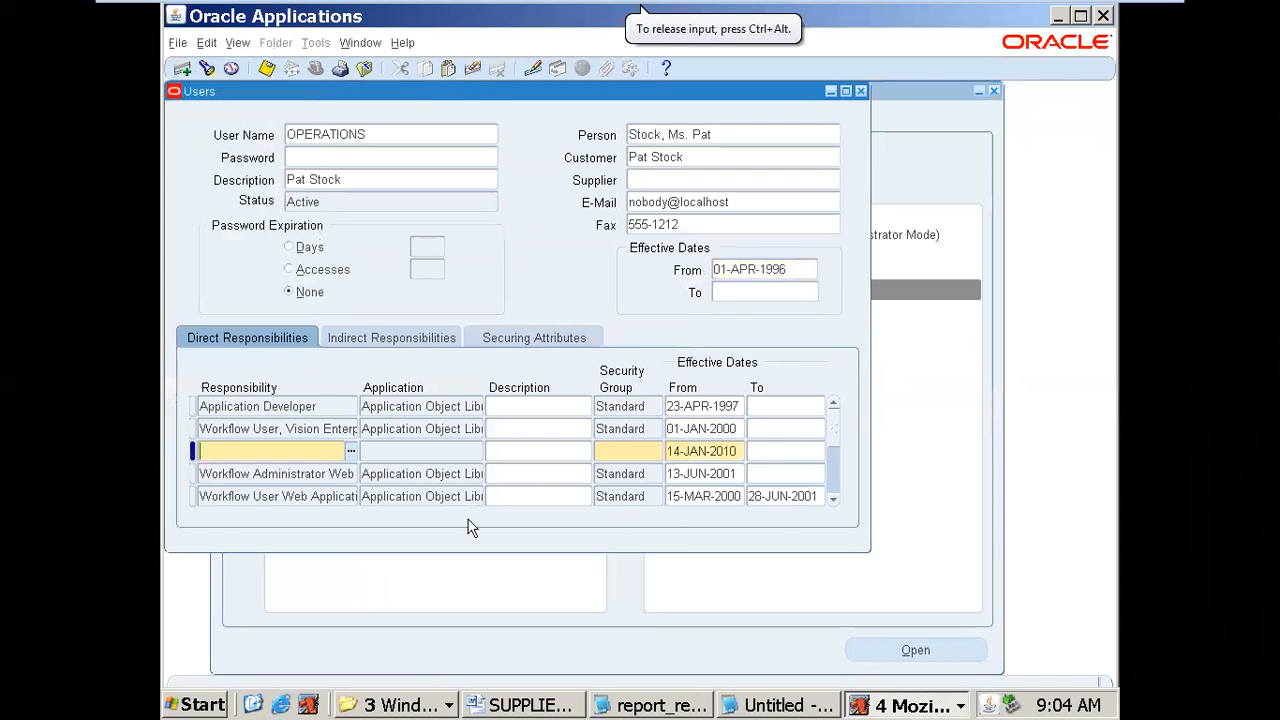 Oracle Applications
To release input, press Ctrl+Alt.
File Edit View Folder Tools Window Help
ORACLE
Users
User Name OPERATIONS
Password
Description Pat Stock
Status Active
Person Stock, Ms. Pat
Customer Pat Stock
Supplier
E-Mail nobody@localhost
Fax 555-1212
Password Expiration
Days
Accesses
None
Effective Dates
From 01-APR-1996
To
strator Mode)
Direct Responsibilities Indirect Responsibilities Securing Attributes
Effective Dates
Security
Responsibility Application Description Group From To
Application Developer Application Object Libr Standard 23-APR-1997
Workflow User, Vision Enterp Application Object Libr Standard 01-JAN-2000
... 14-JAN-2010
Workflow Administrator Web Application Object Libr Standard 13-JUN-2001
Workflow User Web Applicati Application Object Libr Standard 15-MAR-2000 28-JUN-2001
Open
Start 3 Wind... SUPPLIE... report_re... Untitled -... 4 Mozi... 9:04 AM